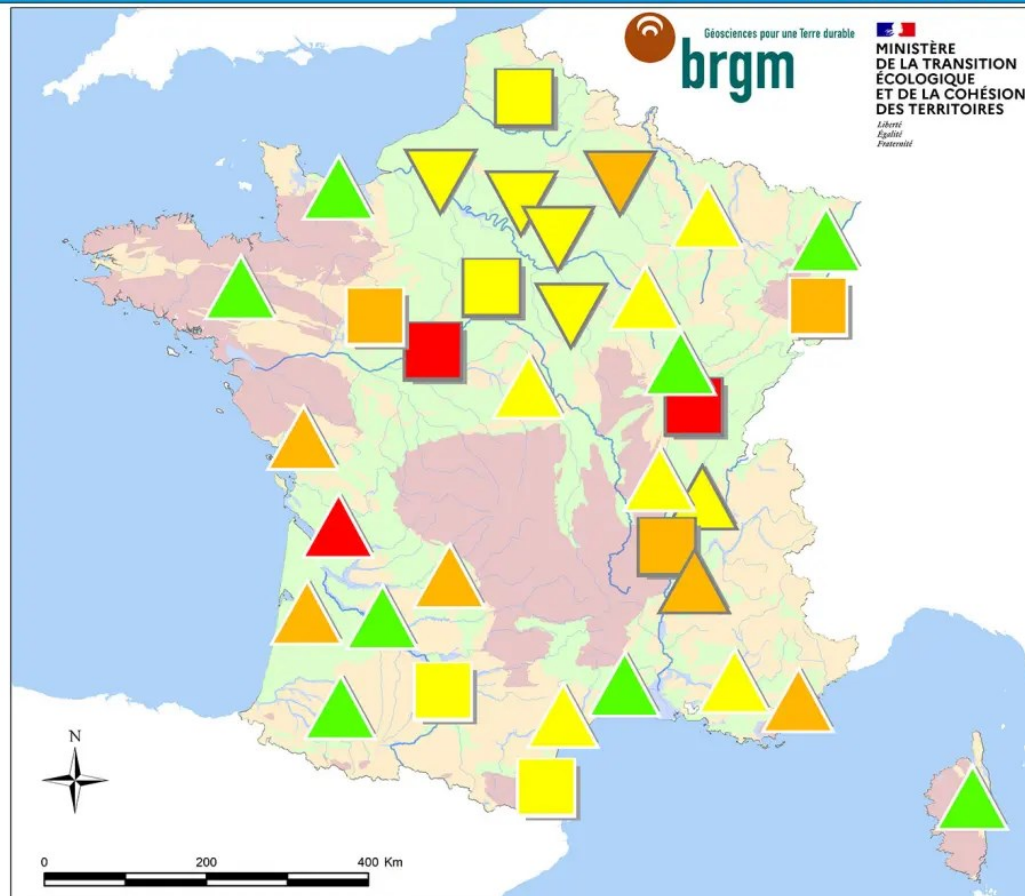 Géosciences pour une Terre durable
brgm
MINISTÈRE
DE LA TRANSITION
ÉCOLOGIQUE
ET DE LA COHÉSION
DES TERRITOIRES
Liberté
Égalité
Fraternité
N
0 200 400 Km